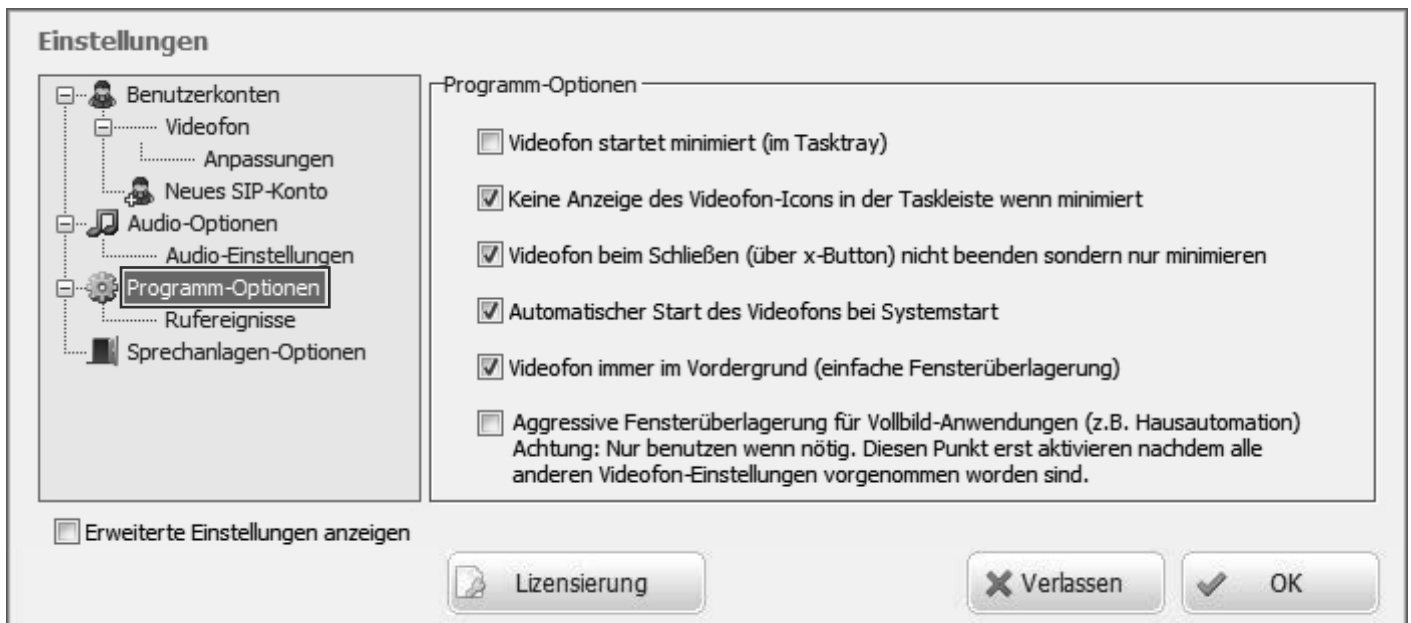 Einstellungen
Benutzerkonten
Videofon
Anpassungen
Neues SIP-Konto
Audio-Optionen
Audio-Einstellungen
Programm-Optionen
Rufereignisse
Sprechanlagen-Optionen
Programm-Optionen
Videofon startet minimiert (im Tasktray)
Keine Anzeige des Videofon-Icons in der Taskleiste wenn minimiert
Videofon beim Schließen (über x-Button) nicht beenden sondern nur minimieren
Automatischer Start des Videofons bei Systemstart
Videofon immer im Vordergrund (einfache Fensterüberlagerung)
Aggressive Fensterüberlagerung für Vollbild-Anwendungen (z.B. Hausautomation)
Achtung: Nur benutzen wenn nötig. Diesen Punkt erst aktivieren nachdem alle
anderen Videofon-Einstellungen vorgenommen worden sind.
Erweiterte Einstellungen anzeigen
Lizensierung
Verlassen
OK